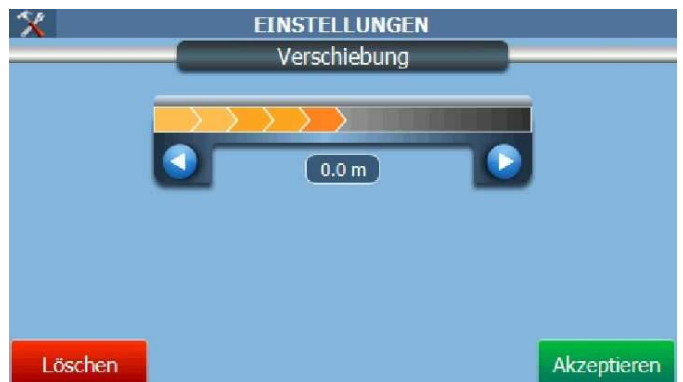 EINSTELLUNGEN
Verschiebung
0.0 m
Löschen
Akzeptieren